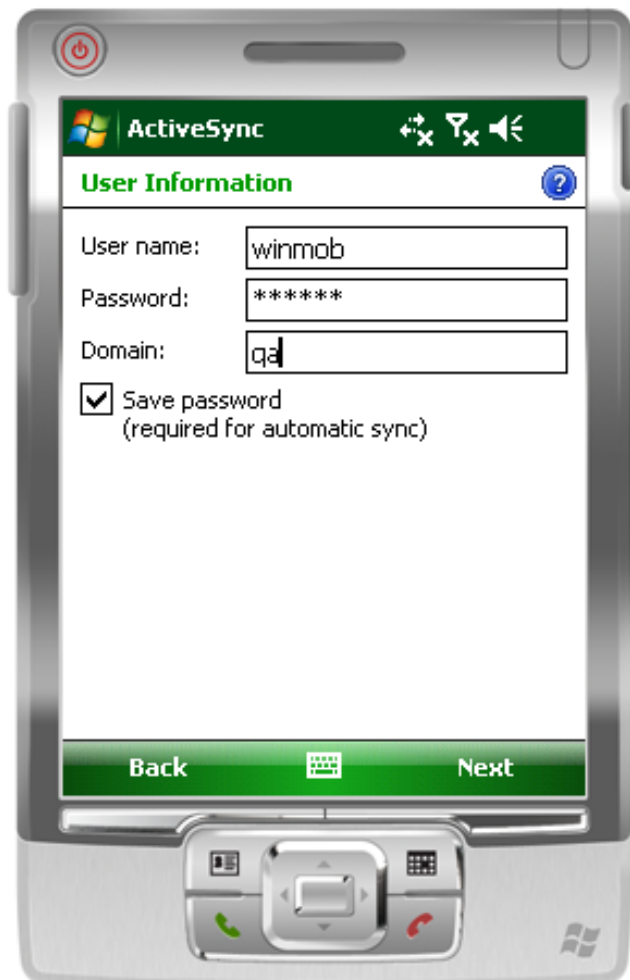 ActiveSync
User Information
?
User name: winmob
Password: ******
Domain: qa
Save password
(required for automatic sync)
Back Next